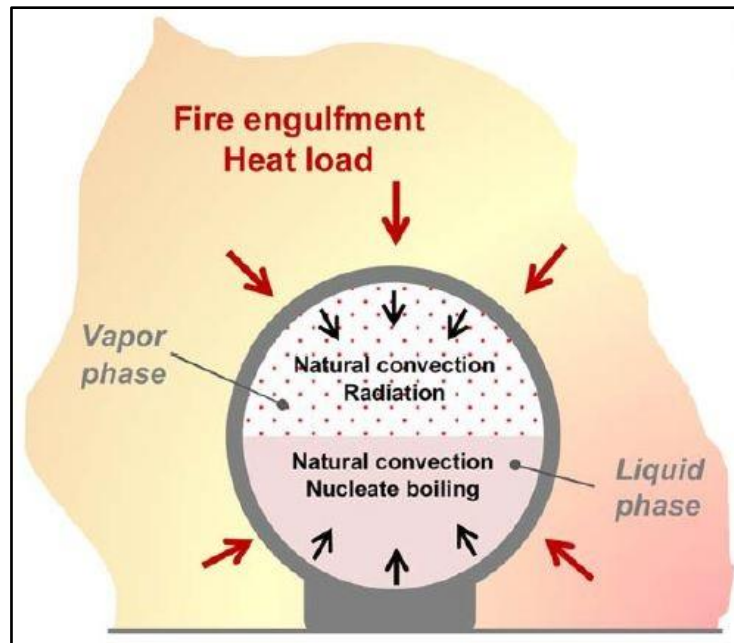 Fire engulfment
Heat load
Vapor
phase
Natural convection
Radiation
Natural convection
Nucleate boiling
Liquid
phase